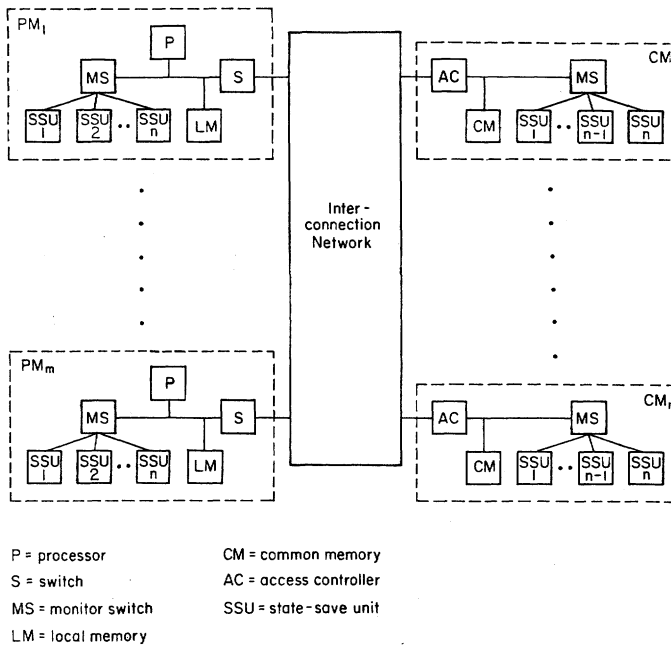 PM1
P
MS
S
SSU 1
SSU 2
..
SSU n
LM
Inter-
connection
Network
CM
AC
MS
CM
SSU 1
..
SSU n-1
SSU n
PMm
P
MS
S
SSU 1
SSU 2
..
SSU n
LM
CM
AC
MS
CM
SSU 1
..
SSU n-1
SSU n
P = processor
S = switch
MS = monitor switch
LM = local memory
CM = common memory
AC = access controller
SSU = state-save unit